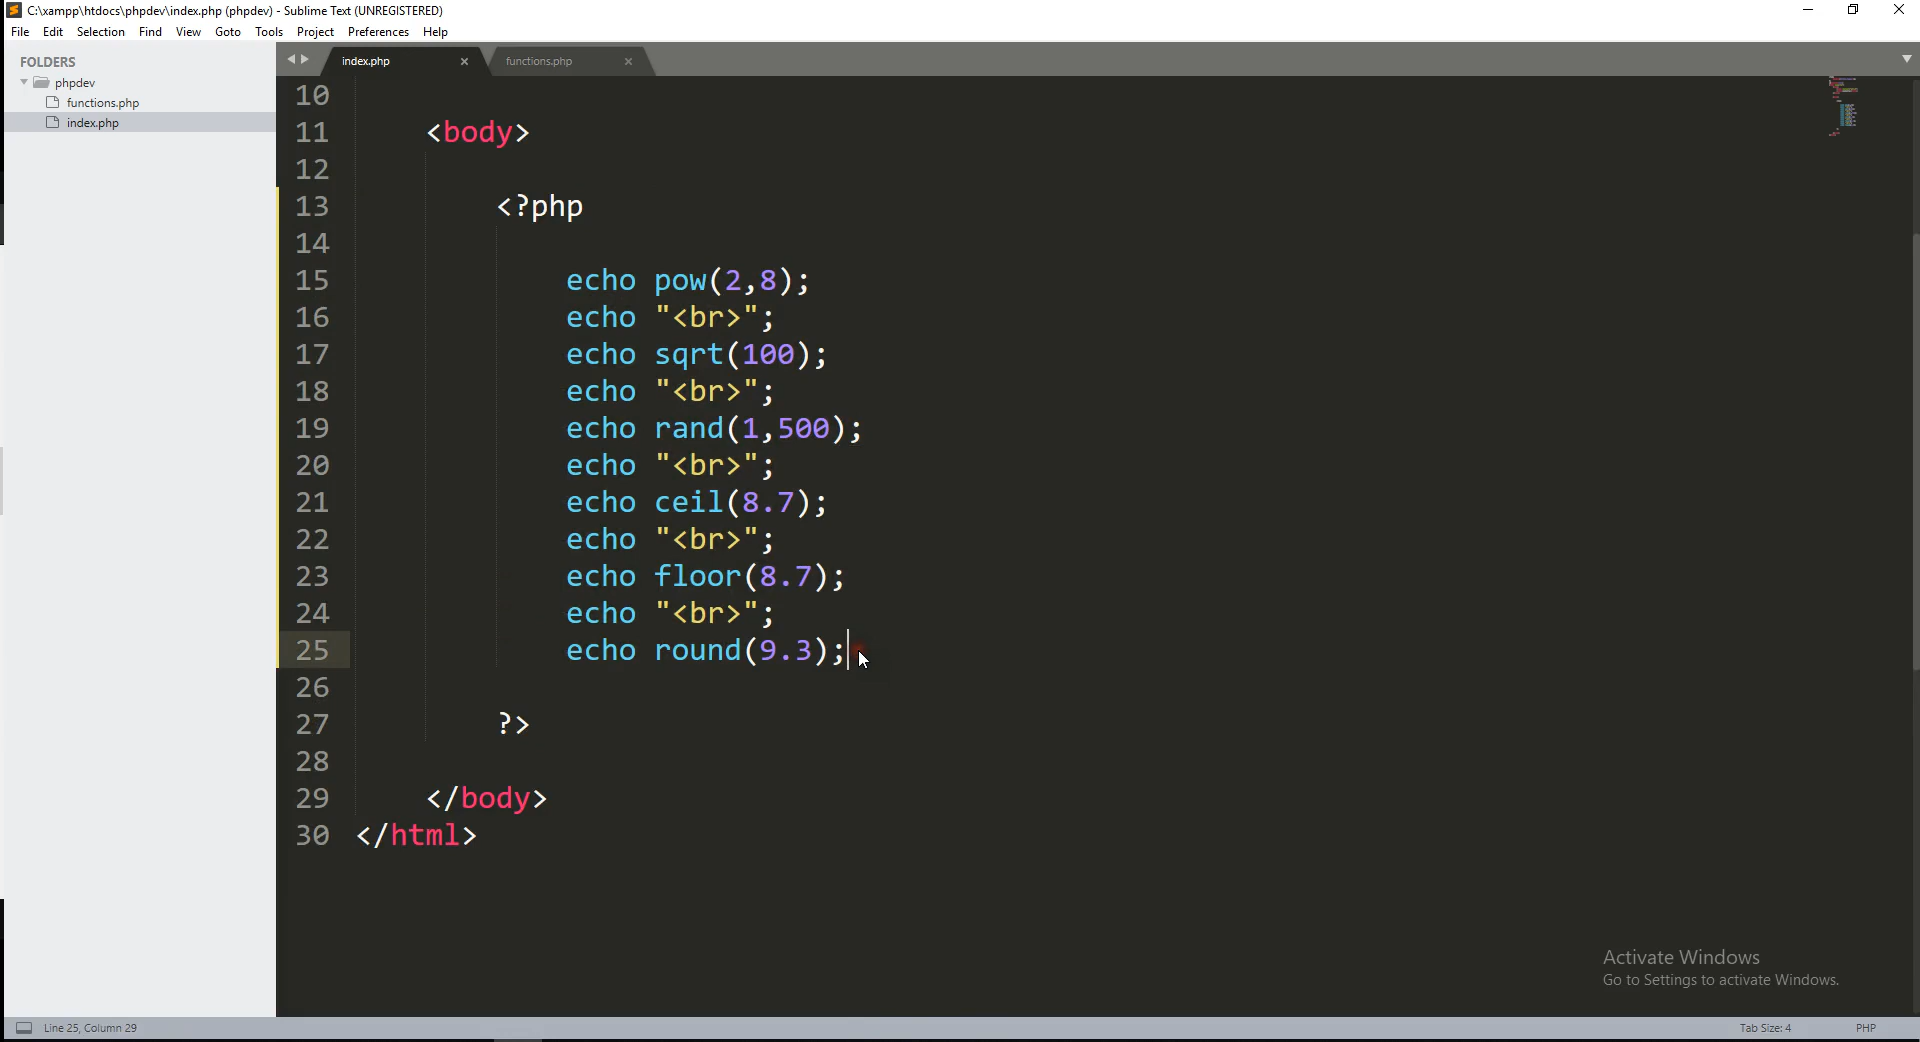 C:\xampp\htdocs\phpdev\index.php (phpdev) - Sublime Text (UNREGISTERED)
File Edit Selection Find View Goto Tools Project Preferences Help
FOLDERS
phpdev
functions.php
index.php
index.php × functions.php ×
10
11 <body>
12
13 <?php
14
15 echo pow(2,8);
16 echo "<br>";
17 echo sqrt(100);
18 echo "<br>";
19 echo rand(1,500);
20 echo "<br>";
21 echo ceil(8.7);
22 echo "<br>";
23 echo floor(8.7);
24 echo "<br>";
25 echo round(9.3);
26
27 ?>
28
29 </body>
30 </html>
Activate Windows
Go to Settings to activate Windows.
Line 25, Column 29 Tab Size: 4 PHP